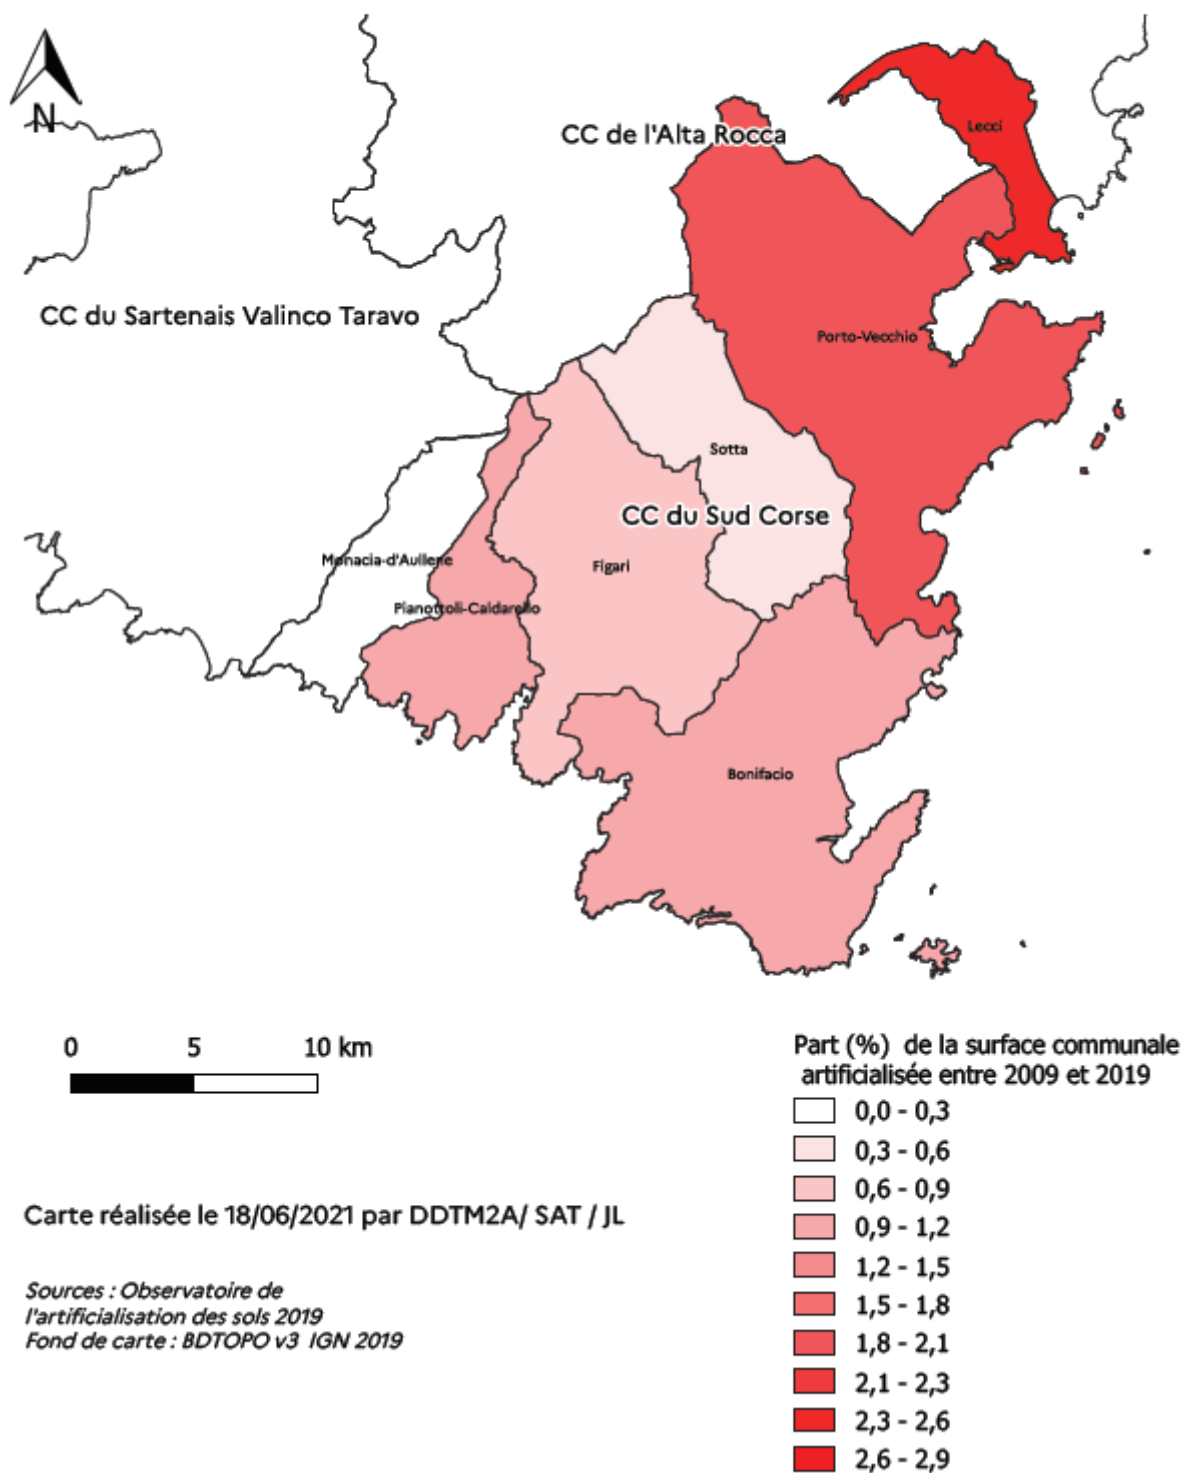 N
CC de l'Alta Rocca
Lecci
CC du Sartenais Valinco Taravo
Porto-Vecchio
Sotta
CC du Sud Corse
Monacia-d'Aullene
Figari
Pianottoli-Caldarello
Bonifacio
0 5 10 km
Part (%) de la surface communale
artificialisée entre 2009 et 2019
0,0 - 0,3
0,3 - 0,6
0,6 - 0,9
0,9 - 1,2
1,2 - 1,5
1,5 - 1,8
1,8 - 2,1
2,1 - 2,3
2,3 - 2,6
2,6 - 2,9
Carte réalisée le 18/06/2021 par DDTM2A/ SAT / JL
Sources : Observatoire de
l'artificialisation des sols 2019
Fond de carte : BDTOPO v3 IGN 2019